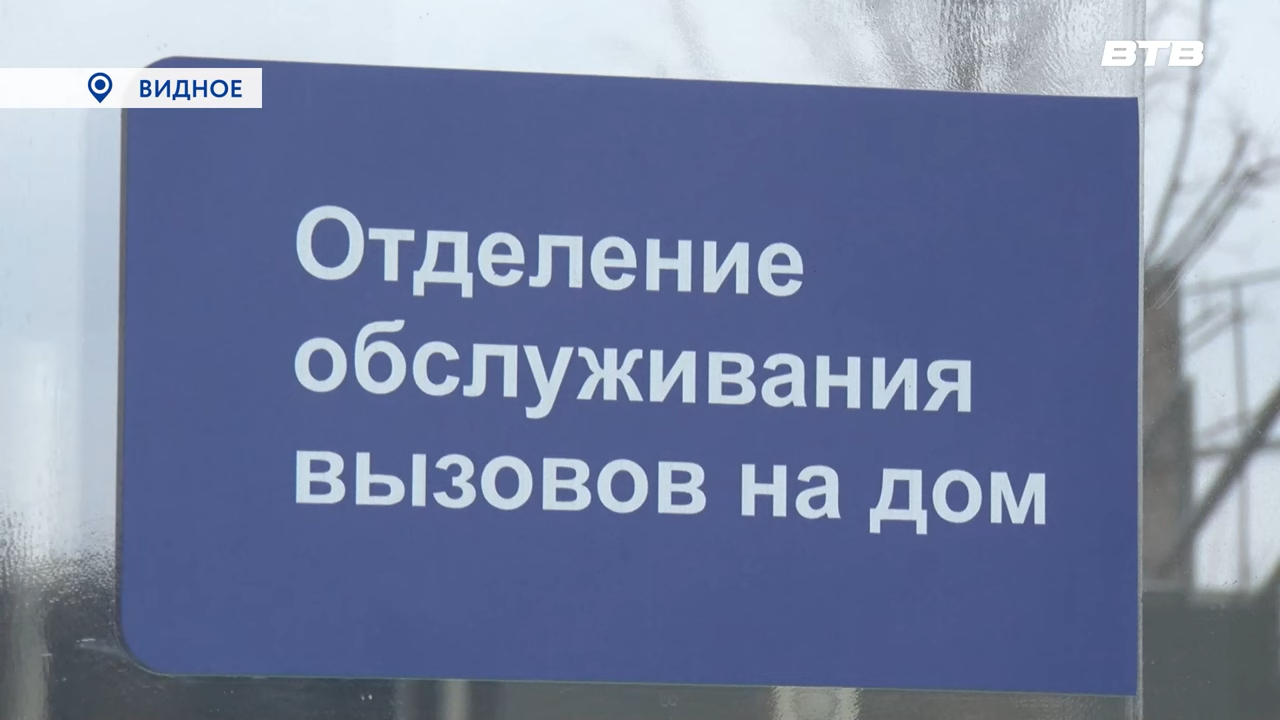 ВТВ
ВИДНОЕ
Отделение
обслуживания
вызовов на дом